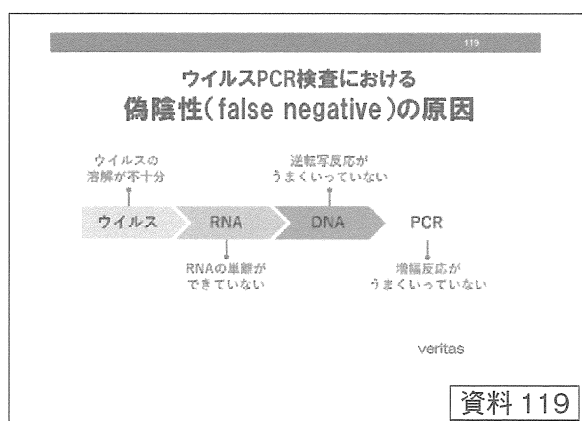 119
ウイルスPCR検査における
偽陰性(false negative)の原因
ウイルスの
溶解が不十分
逆転写反応が
うまくいっていない
ウイルス
RNA
DNA
PCR
RNAの単離が
できていない
増幅反応が
うまくいっていない
veritas
資料 119